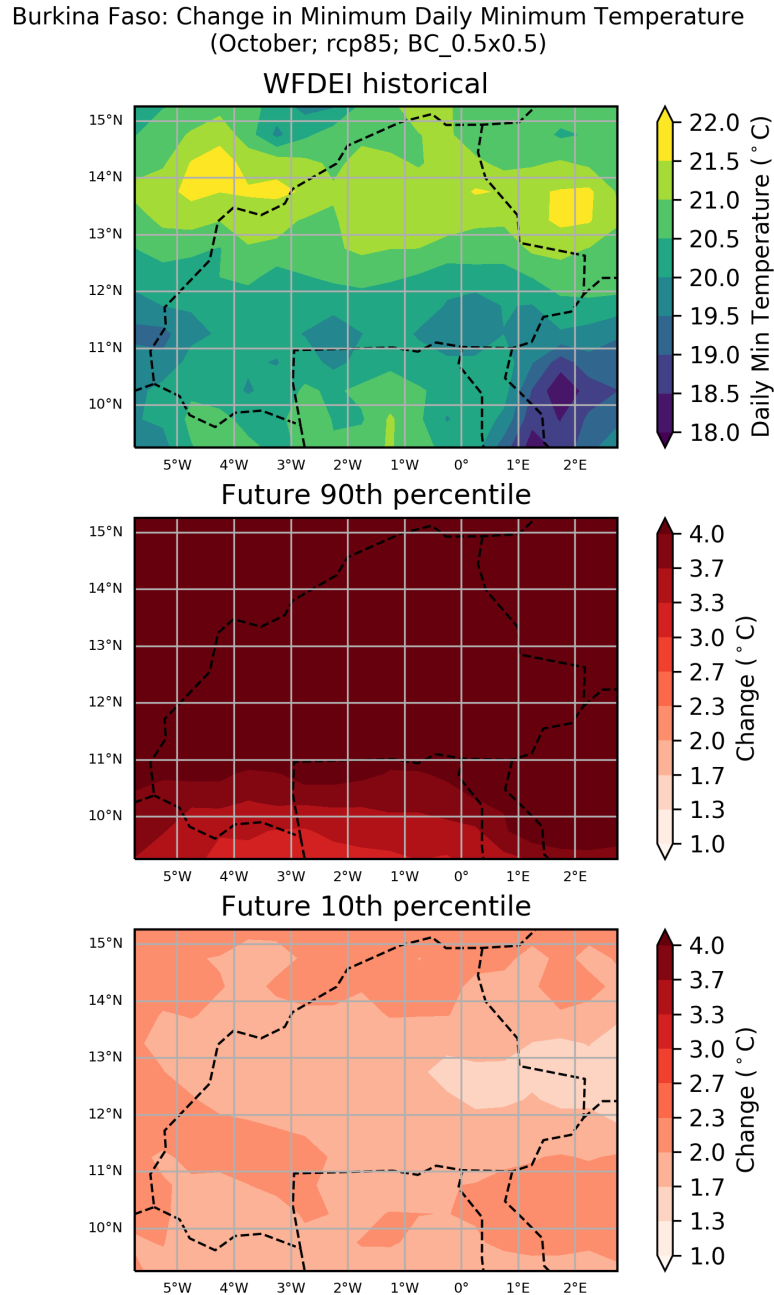 Burkina Faso: Change in Minimum Daily Minimum Temperature
(October; rcp85; BC_0.5x0.5)
WFDEI historical
15°N
14°N
13°N
12°N
11°N
10°N
5°W 4°W 3°W 2°W 1°W 0° 1°E 2°E
22.0
21.5
21.0
20.5
20.0
19.5
19.0
18.5
18.0
Daily Min Temperature (°C)
Future 90th percentile
15°N
14°N
13°N
12°N
11°N
10°N
5°W 4°W 3°W 2°W 1°W 0° 1°E 2°E
4.0
3.7
3.3
3.0
2.7
2.3
2.0
1.7
1.3
1.0
Change (°C)
Future 10th percentile
15°N
14°N
13°N
12°N
11°N
10°N
5°W 4°W 3°W 2°W 1°W 0° 1°E 2°E
4.0
3.7
3.3
3.0
2.7
2.3
2.0
1.7
1.3
1.0
Change (°C)